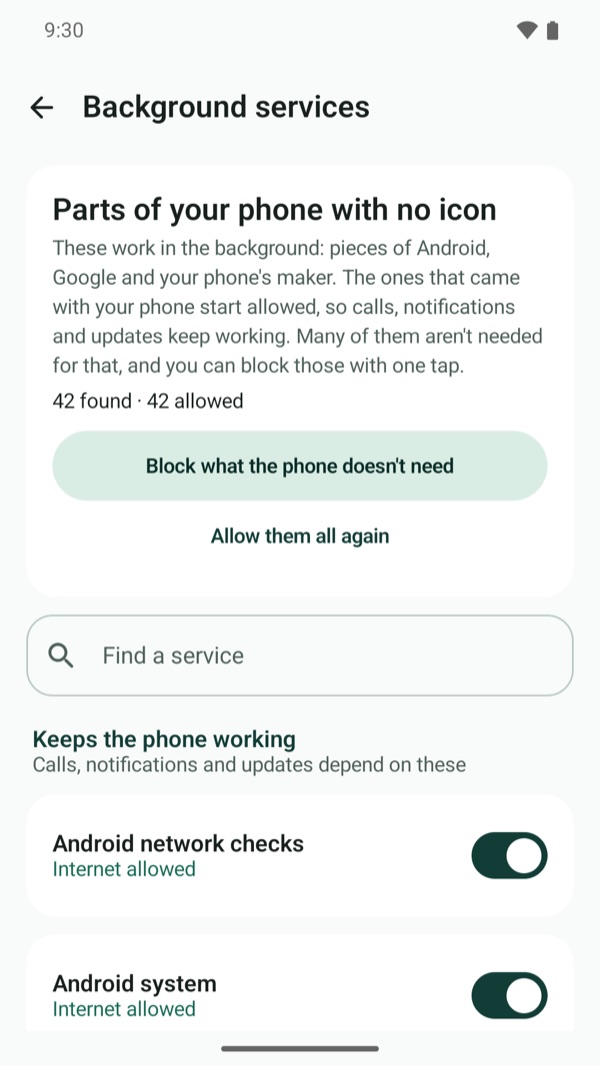 9:30
Background services
Parts of your phone with no icon
These work in the background: pieces of Android,
Google and your phone's maker. The ones that came
with your phone start allowed, so calls, notifications
and updates keep working. Many of them aren't needed
for that, and you can block those with one tap.
42 found · 42 allowed
Block what the phone doesn't need
Allow them all again
Find a service
Keeps the phone working
Calls, notifications and updates depend on these
Android network checks
Internet allowed
Android system
Internet allowed